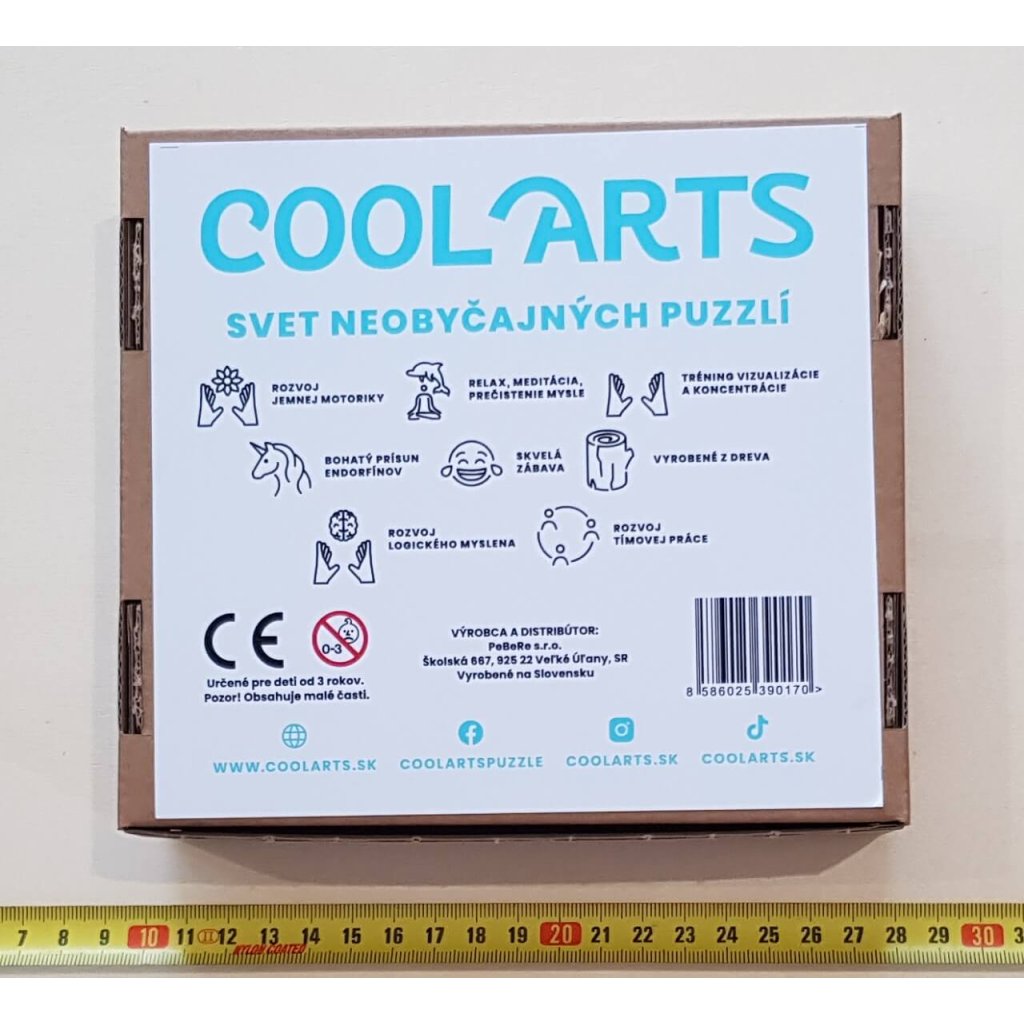 COOLARTS
SVET NEOBYČAJNÝCH PUZZLÍ
ROZVOJ
JEMNEJ MOTORIKY
RELAX, MEDITÁCIA,
PREČISTENIE MYSLE
TRÉNING VIZUALIZÁCIE
A KONCENTRÁCIE
BOHATÝ PRÍSUN
ENDORFÍNOV
SKVELÁ
ZÁBAVA
VYROBENÉ Z DREVA
ROZVOJ
LOGICKÉHO MYSLENA
ROZVOJ
TÍMOVEJ PRÁCE
CE
0-3
Určené pre deti od 3 rokov.
Pozor! Obsahuje malé časti.
VÝROBCA A DISTRIBÚTOR:
PeBeRe s.r.o.
Školská 667, 925 22 Veľké Úľany, SR
Vyrobené na Slovensku
8 586025 390170 >
WWW.COOLARTS.SK
COOLARTSPUZZLE
COOLARTS.SK
COOLARTS.SK
7 8 9 10 11 II 12 13 14 15 16 17 18 19 20 21 22 23 24 25 26 27 28 29 30 3
NYLON COATED